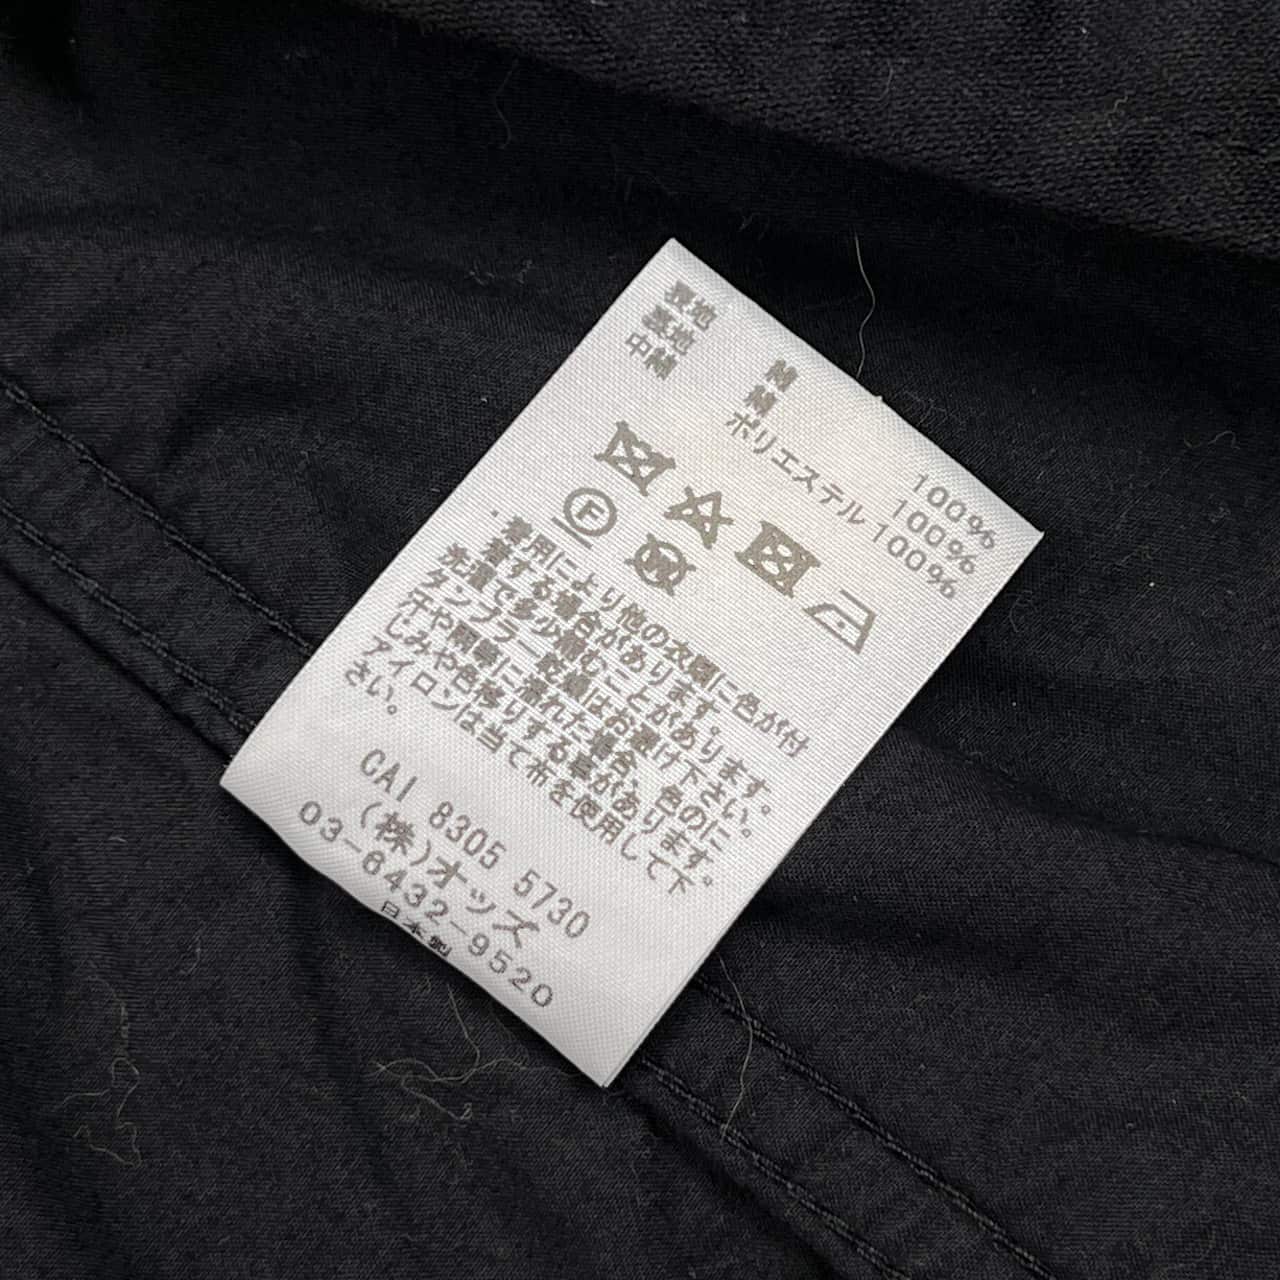 表地 綿 100%
裏地 綿 100%
中綿 ポリエステル 100%
F
W
・着用により他の衣類に色が付
着する場合があります。
洗濯で多少縮むことがあります。
タンブラー乾燥はお避け下さい。
汗や雨等に濡れた場合、色のに
じみや色移りする事があります。
アイロンは当て布を使用して下
さい。
CAI 8305 5730
(株)オッズ
03-6432-9520
日本製